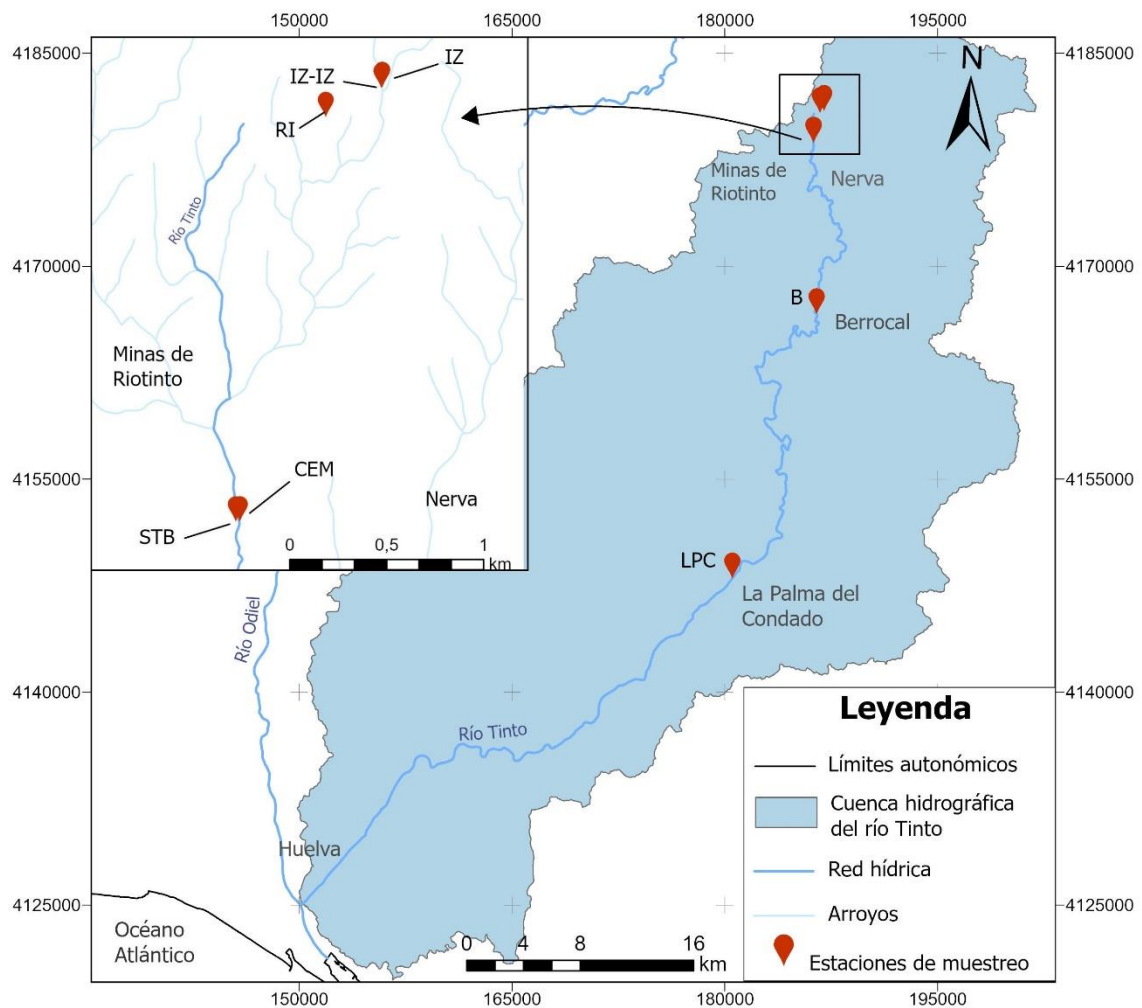 150000
165000
180000
195000
4185000
4185000
IZ-IZ
IZ
RI
N
Río Tinto
Minas de
Riotinto
Nerva
4170000
4170000
Minas de
Riotinto
B
Berrocal
CEM
STB
Nerva
0
0,5
1
km
4155000
4155000
LPC
La Palma del
Condado
Río Odiel
4140000
4140000
Río Tinto
Huelva
4125000
4125000
Océano
Atlántico
0
4
8
16
km
Leyenda
Límites autonómicos
Cuenca hidrográfica
del río Tinto
Red hídrica
Arroyos
Estaciones de muestreo
150000
165000
180000
195000